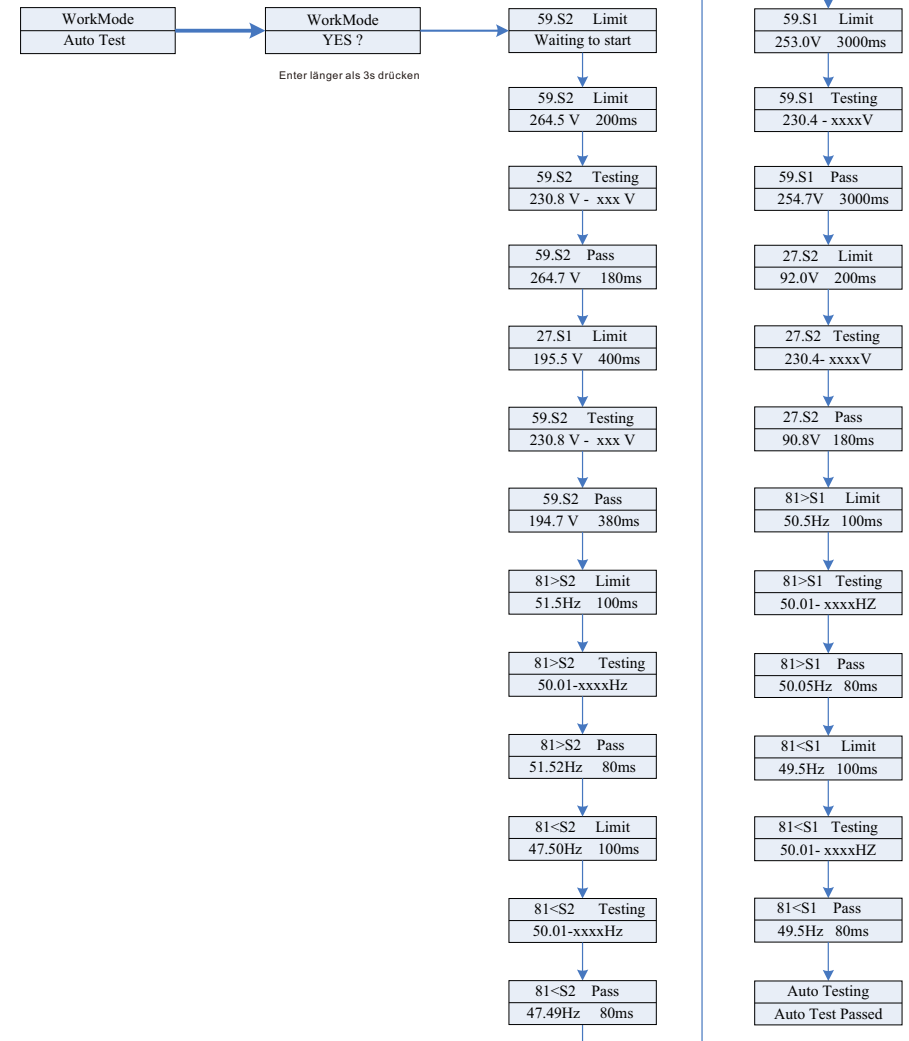 WorkMode
Auto Test
WorkMode
YES ?
Enter länger als 3s drücken
59.S2 Limit
Waiting to start
59.S2 Limit
264.5 V 200ms
59.S2 Testing
230.8 V - xxx V
59.S2 Pass
264.7 V 180ms
27.S1 Limit
195.5 V 400ms
59.S2 Testing
230.8 V - xxx V
59.S2 Pass
194.7 V 380ms
81>S2 Limit
51.5Hz 100ms
81>S2 Testing
50.01-xxxxHz
81>S2 Pass
51.52Hz 80ms
81<S2 Limit
47.50Hz 100ms
81<S2 Testing
50.01-xxxxHz
81<S2 Pass
47.49Hz 80ms
59.S1 Limit
253.0V 3000ms
59.S1 Testing
230.4 - xxxxV
59.S1 Pass
254.7V 3000ms
27.S2 Limit
92.0V 200ms
27.S2 Testing
230.4- xxxxV
27.S2 Pass
90.8V 180ms
81>S1 Limit
50.5Hz 100ms
81>S1 Testing
50.01- xxxxHZ
81>S1 Pass
50.05Hz 80ms
81<S1 Limit
49.5Hz 100ms
81<S1 Testing
50.01- xxxxHZ
81<S1 Pass
49.5Hz 80ms
Auto Testing
Auto Test Passed